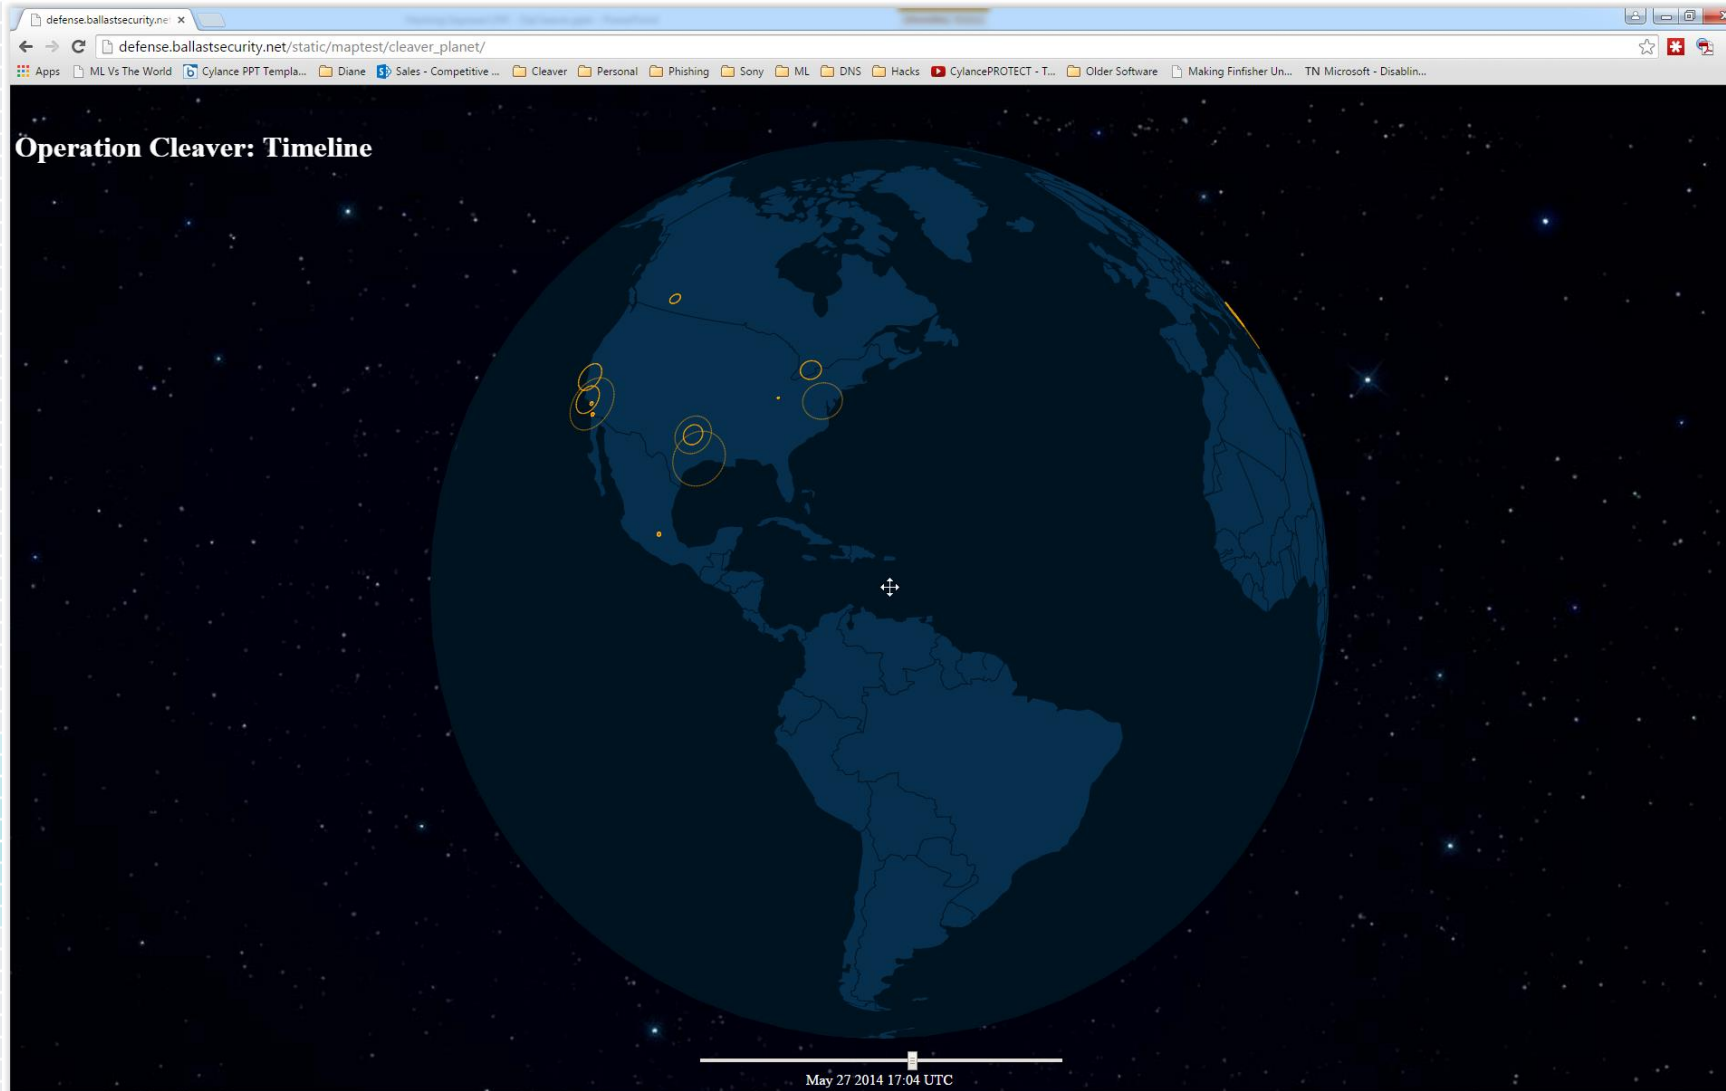 defense.ballastsecurity.ne
defense.ballastsecurity.net/static/maptest/cleaver_planet/
Apps ML Vs The World Cylance PPT Templa... Diane Sales - Competitive ... Cleaver Personal Phishing Sony ML DNS Hacks CylancePROTECT - T... Older Software Making Finfisher Un... TN Microsoft - Disablin...
Operation Cleaver: Timeline
May 27 2014 17:04 UTC